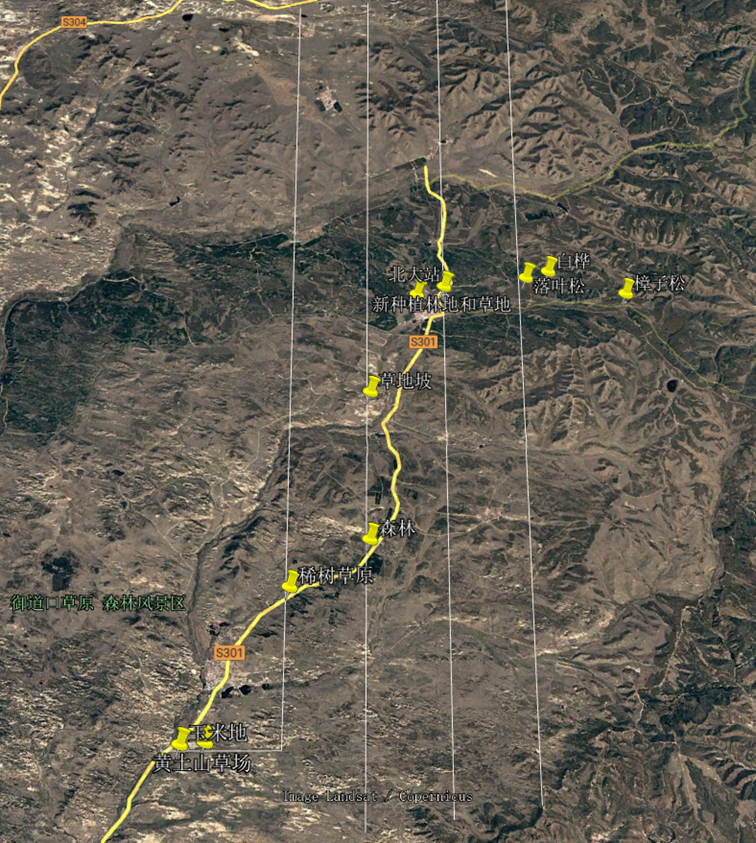 S304
白桦
北大站
落叶松
樟子松
新种植林地和草地
S301
草地坡
森林
稀树草原
御道口草原 森林风景区
S301
玉米地
黄土山草场
Image Landsat / Copernicus